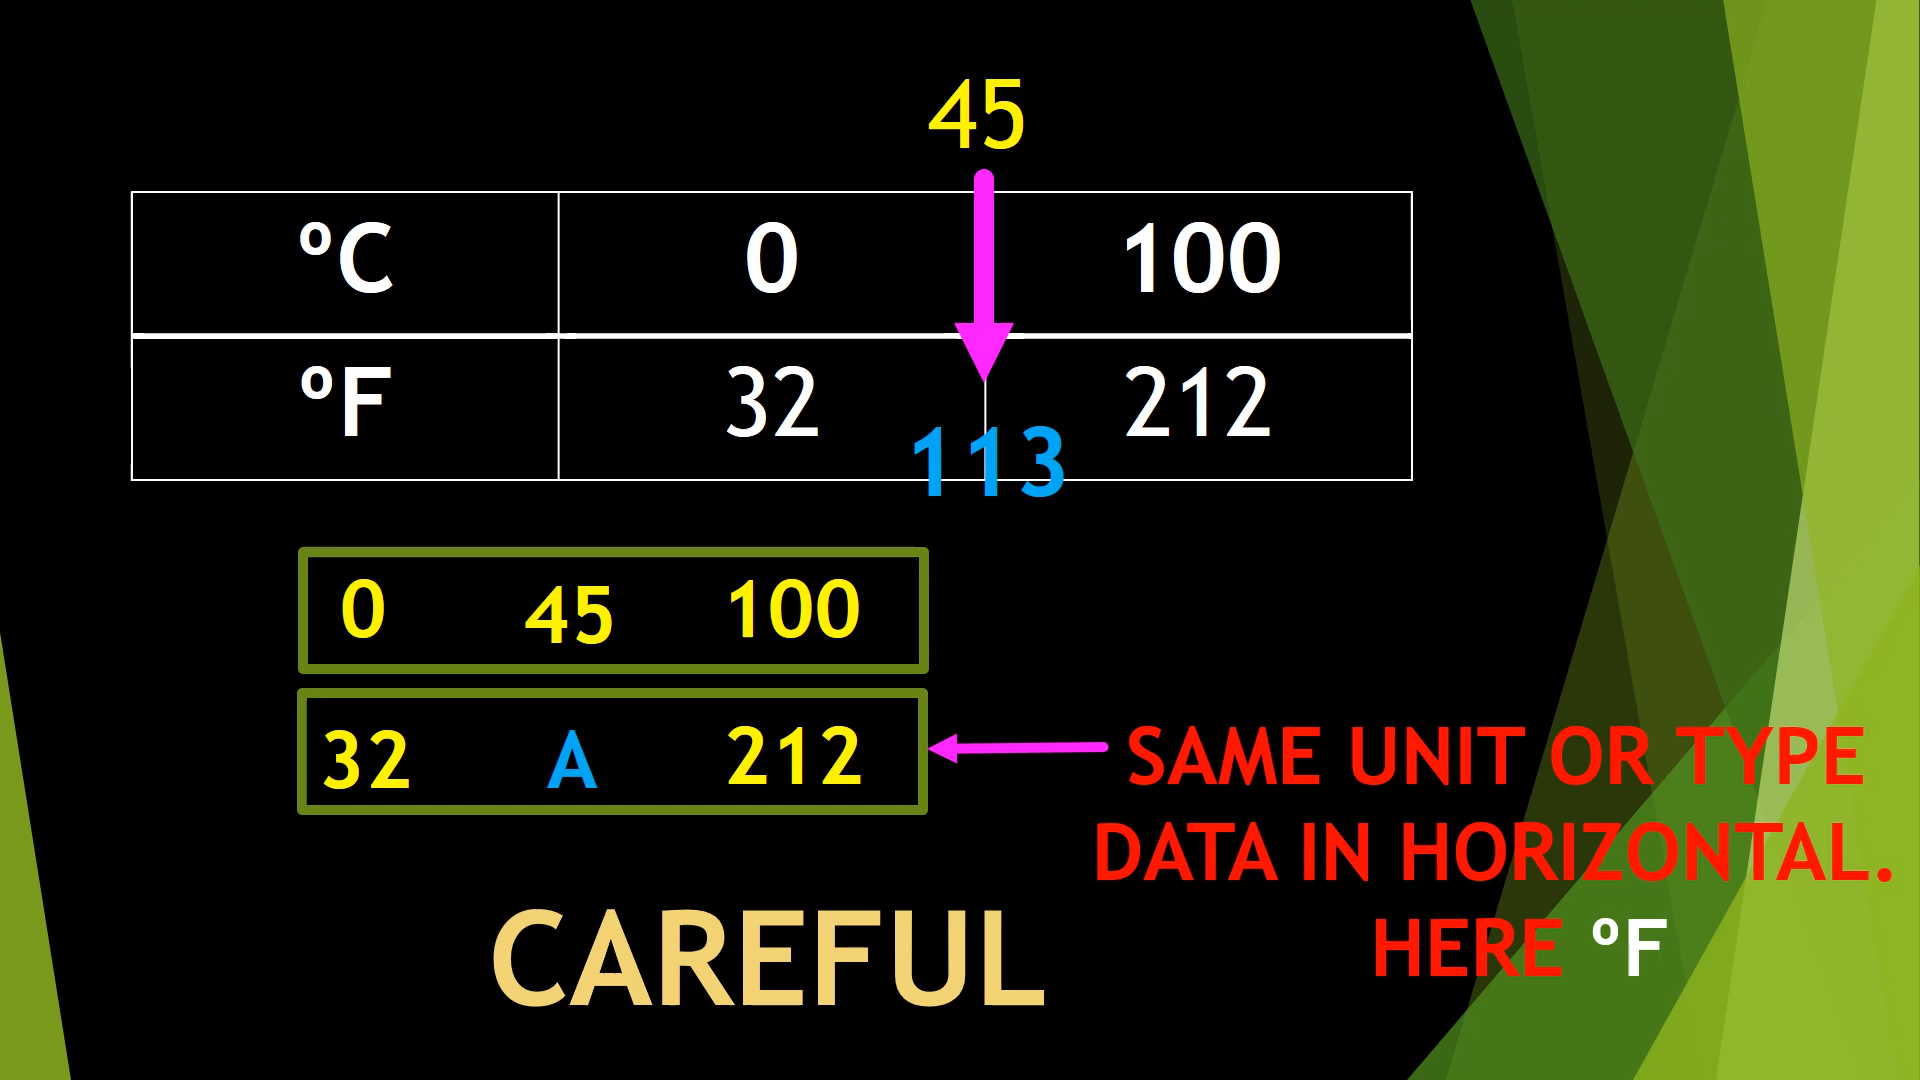 45
ºC 0 100
ºF 32 212
113
0 45 100
32 A 212
SAME UNIT OR TYPE
DATA IN HORIZONTAL.
HERE ºF
CAREFUL